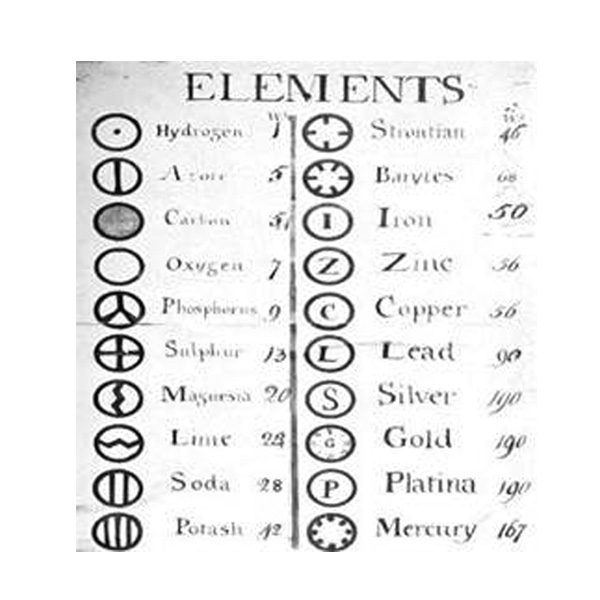 ELEMENTS
Hydrogen 1
Azote 5
Carbon 5
Oxygen 7
Phosphorus 9
Sulphur 13
Magnesia 20
Lime
Soda 28
Potash 42
Strontian 46
Barytes 68
I Iron 50
Z Zinc 56
C Copper 56
L Lead 90
S Silver 190
G Gold 190
P Platina 190
Mercury 167